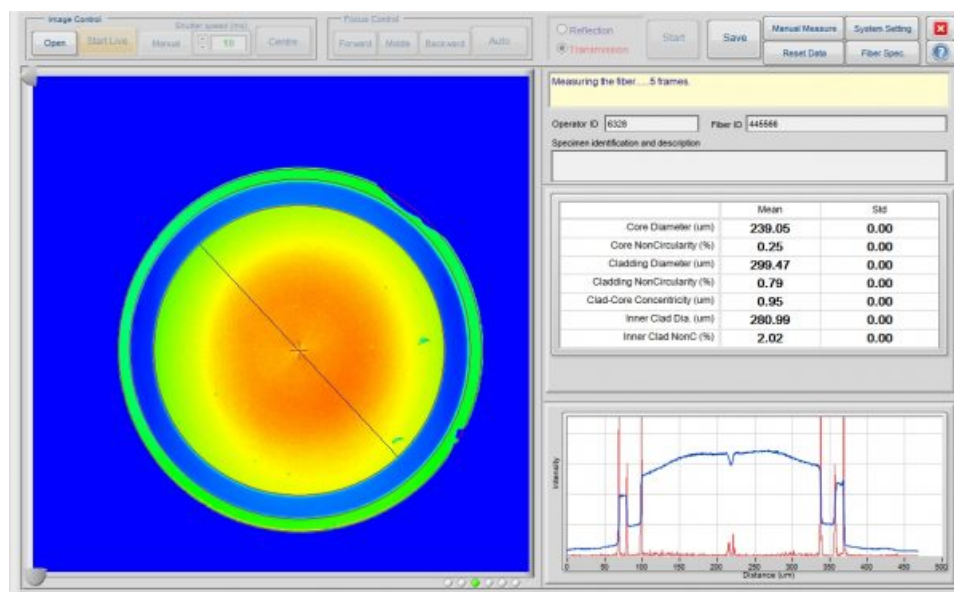 Image Control
Shutter speed (ms)
Open
Start Live
Manual
10
Centre
Focus Control
Forward
Middle
Backward
Auto
Reflection
Transmission
Start
Save
Manual Measure
System Setting
Reset Data
Fiber Spec.
?
Measuring the fiber.....5 frames.
Operator ID 6328 Fiber ID 445566
Specimen identification and description
Mean Std
Core Diameter (um) 239.05 0.00
Core NonCircularity (%) 0.25 0.00
Cladding Diameter (um) 299.47 0.00
Cladding NonCircularity (%) 0.79 0.00
Clad-Core Concentricity (um) 0.95 0.00
Inner Clad Dia. (um) 280.99 0.00
Inner Clad NonC (%) 2.02 0.00
Intensity
0 50 100 150 200 250 300 350 400 450 500
Distance (um)